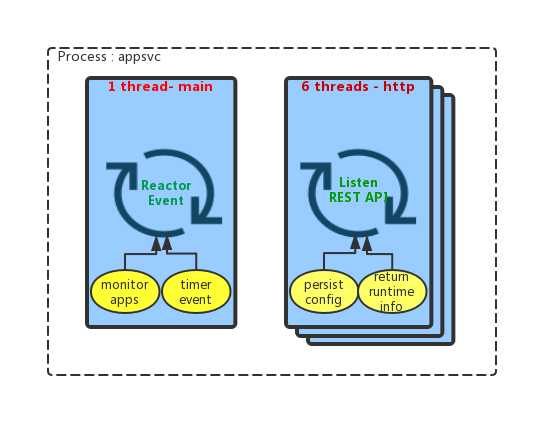 Process : appsvc
1 thread- main
Reactor
Event
monitor
apps
timer
event
6 threads - http
Listen
REST API
persist
config
return
runtime
info